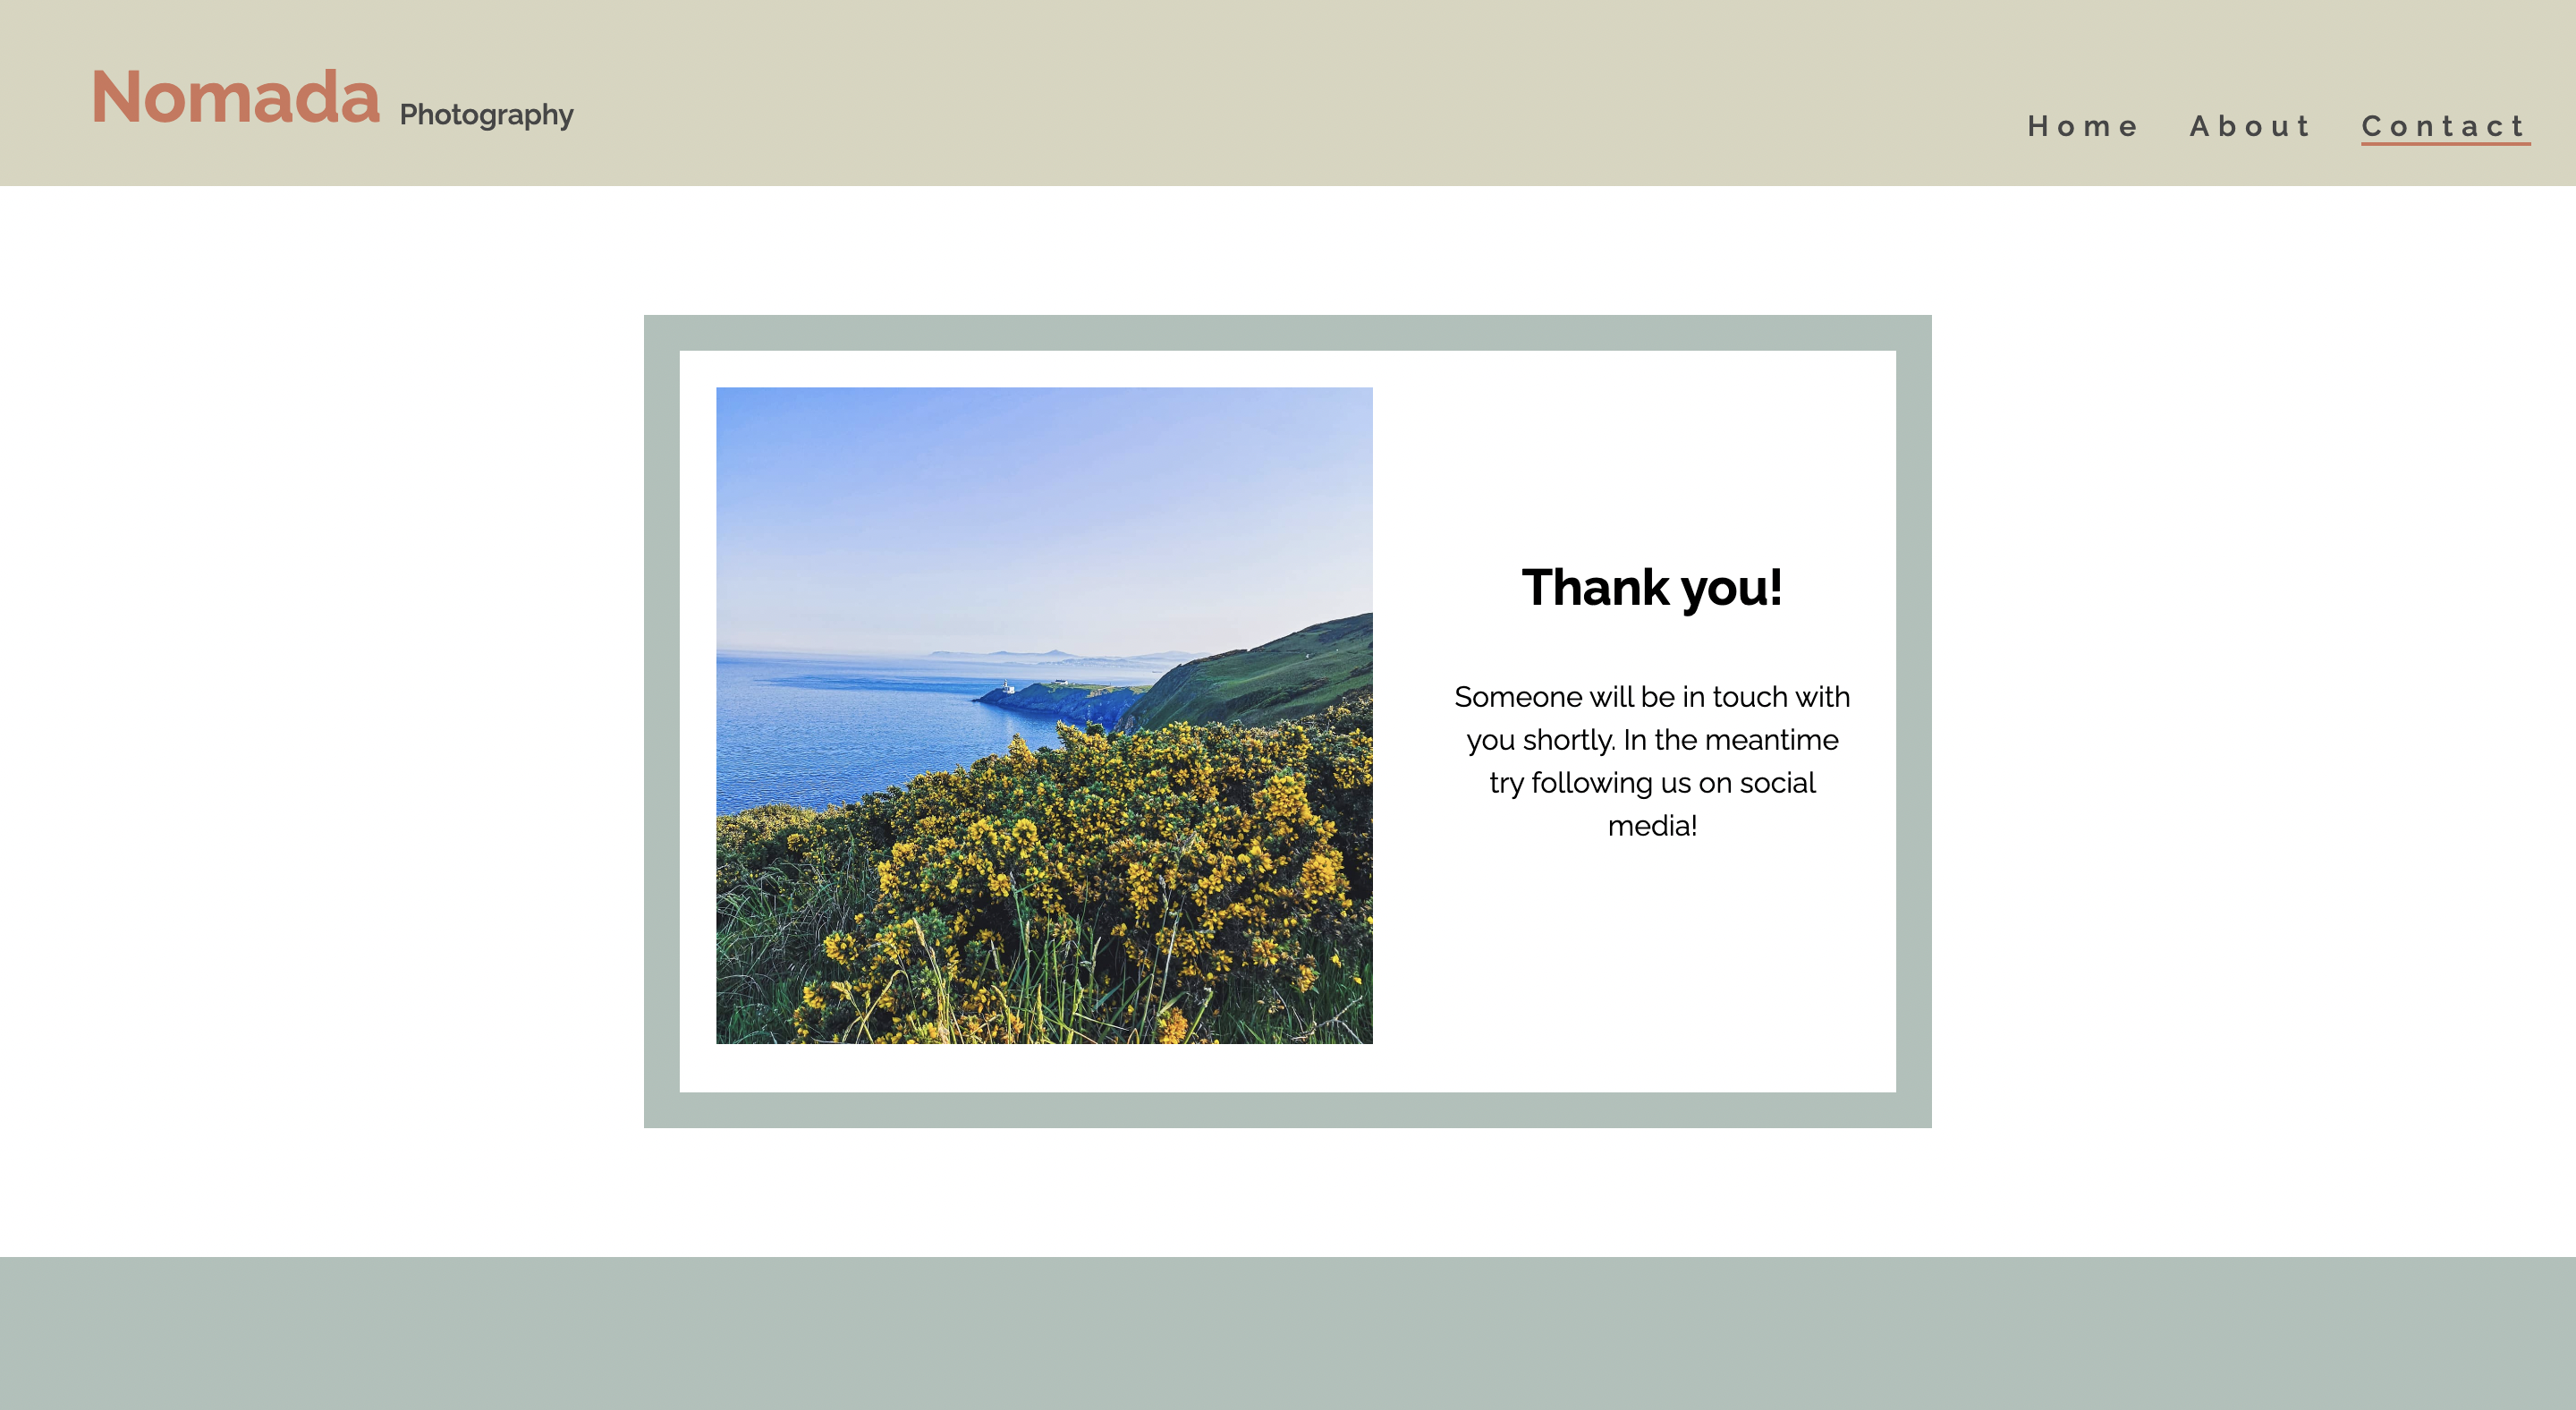 Nomada Photography
Home About Contact
Thank you!
Someone will be in touch with
you shortly. In the meantime
try following us on social
media!